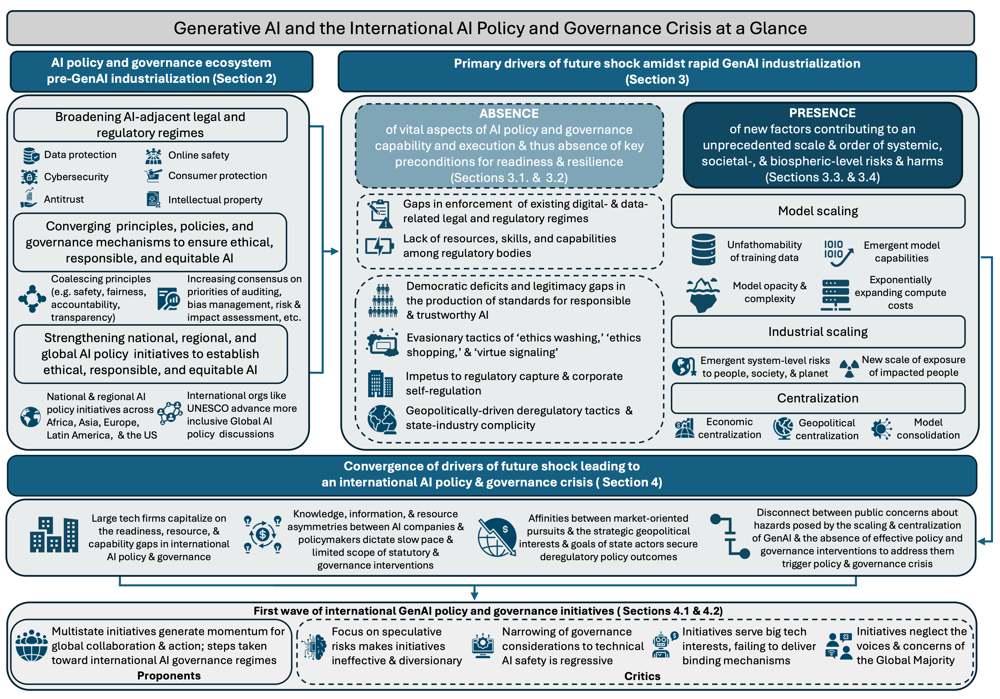 Generative AI and the International AI Policy and Governance Crisis at a Glance
AI policy and governance ecosystem
pre-GenAI industrialization (Section 2)
Broadening AI-adjacent legal and
regulatory regimes
Data protection
Online safety
Cybersecurity
Consumer protection
Antitrust
Intellectual property
Converging principles, policies, and
governance mechanisms to ensure ethical,
responsible, and equitable AI
Coalescing principles
(e.g. safety, fairness,
accountability,
transparency)
Increasing consensus on
priorities of auditing,
bias management, risk &
impact assessment, etc.
Strengthening national, regional, and
global AI policy initiatives to establish
ethical, responsible, and equitable AI
National & regional AI
policy initiatives across
Africa, Asia, Europe,
Latin America, & the US
International orgs like
UNESCO advance more
inclusive Global AI
policy discussions
Primary drivers of future shock amidst rapid GenAI industrialization
(Section 3)
ABSENCE
of vital aspects of AI policy and governance
capability and execution & thus absence of key
preconditions for readiness & resilience
(Sections 3.1. & 3.2)
Gaps in enforcement of existing digital- & data-
related legal and regulatory regimes
Lack of resources, skills, and capabilities
among regulatory bodies
Democratic deficits and legitimacy gaps in
the production of standards for responsible
& trustworthy AI
Evasionary tactics of ‘ethics washing,’ ‘ethics
shopping,’ & ‘virtue signaling’
Impetus to regulatory capture & corporate
self-regulation
Geopolitically-driven deregulatory tactics &
state-industry complicity
PRESENCE
of new factors contributing to an
unprecedented scale & order of systemic,
societal-, & biospheric-level risks & harms
(Sections 3.3. & 3.4)
Model scaling
Unfathomability
of training data
IOIO
IOIO
Emergent model
capabilities
Model opacity &
complexity
Exponentially
expanding compute
costs
Industrial scaling
Emergent system-level risks
to people, society, & planet
New scale of exposure
of impacted people
Centralization
Economic
centralization
Geopolitical
centralization
Model
consolidation
Convergence of drivers of future shock leading to
an international AI policy & governance crisis ( Section 4)
Large tech firms capitalize on
the readiness, resource, &
capability gaps in international
AI policy & governance
$
Knowledge, information, & resource
asymmetries between AI companies &
policymakers dictate slow pace &
limited scope of statutory &
governance interventions
$
Affinities between market-oriented
pursuits & the strategic geopolitical
interests & goals of state actors secure
deregulatory policy outcomes
Disconnect between public concerns about
hazards posed by the scaling & centralization
of GenAI & the absence of effective policy and
governance interventions to address them
trigger policy & governance crisis
First wave of international GenAI policy and governance initiatives ( Sections 4.1 & 4.2)
Multistate initiatives generate momentum for
global collaboration & action; steps taken
toward international AI governance regimes
Proponents
Focus on speculative
risks makes initiatives
ineffective & diversionary
Narrowing of governance
considerations to technical
AI safety is regressive
$
Initiatives serve big tech
interests, failing to deliver
binding mechanisms
Initiatives neglect the
voices & concerns of
the Global Majority
Critics